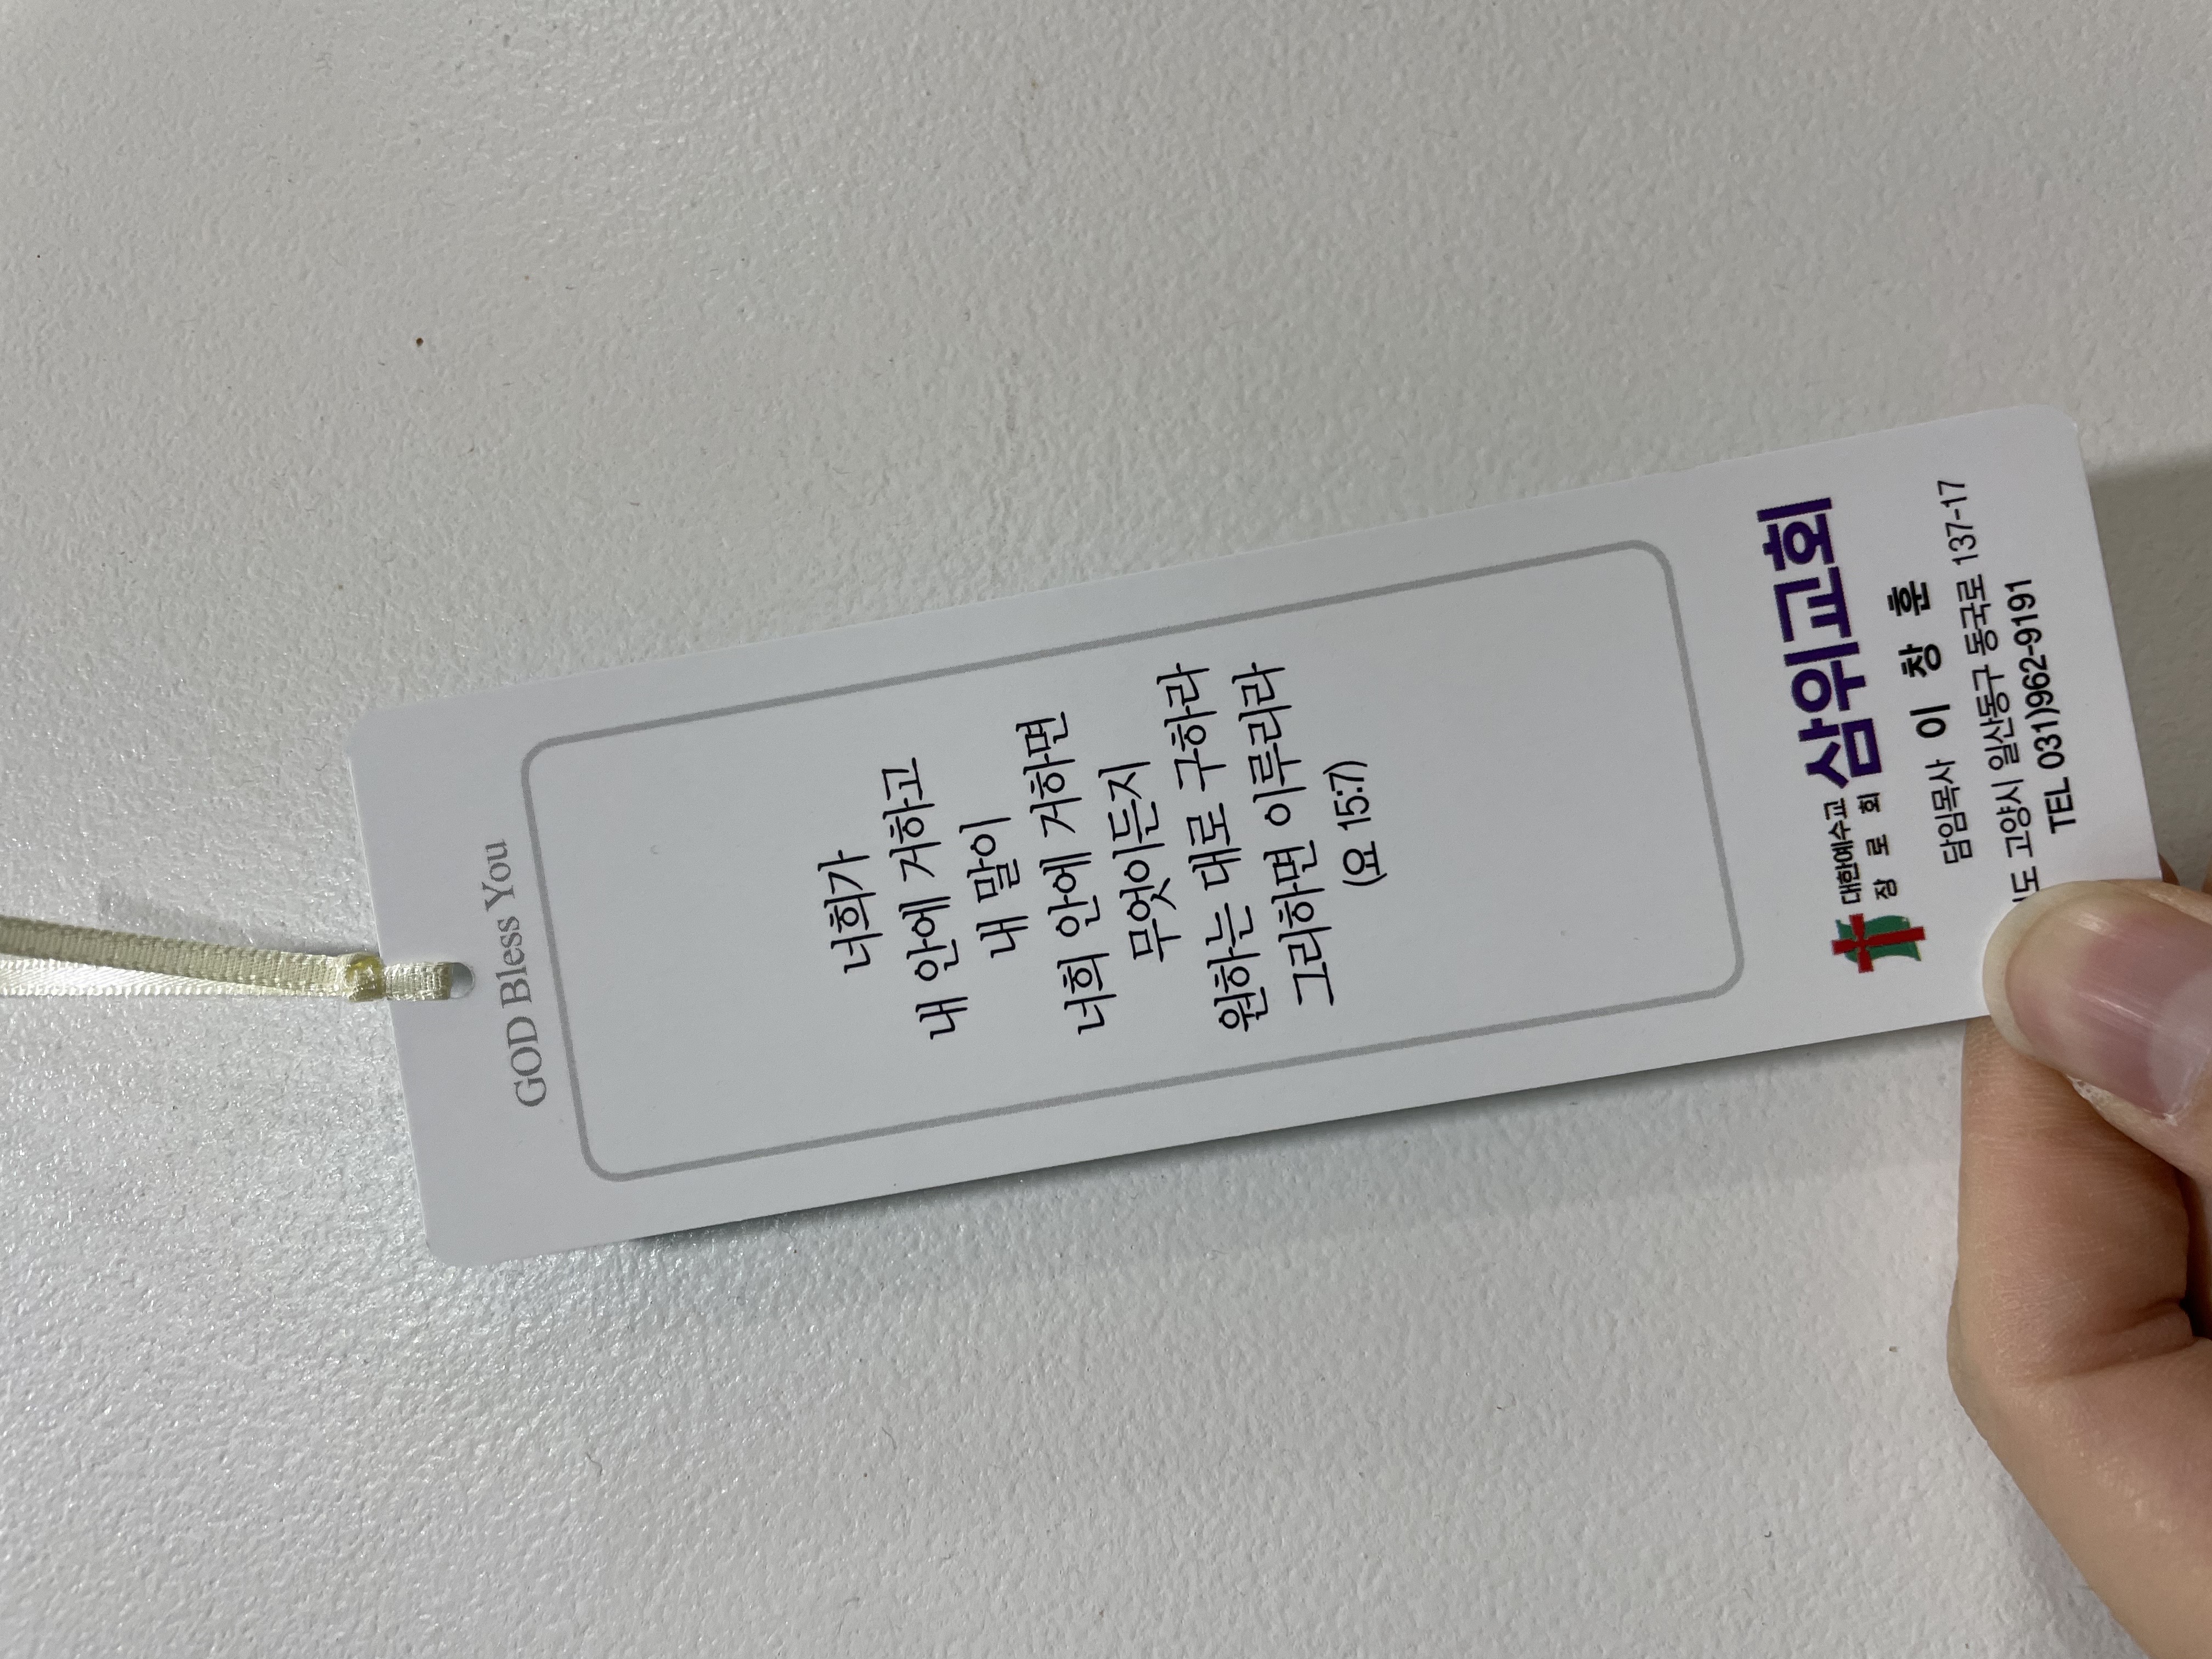 GOD Bless You
너희가
내 안에 거하고
내 말이
너희 안에 거하면
무엇이든지
원하는 대로 구하라
그리하면 이루리라
(요 15:7)
대한예수교
장 로 회
삼위교회
담임목사 이 창 훈
도 고양시 일산동구 동국로 137-17
TEL 031)962-9191